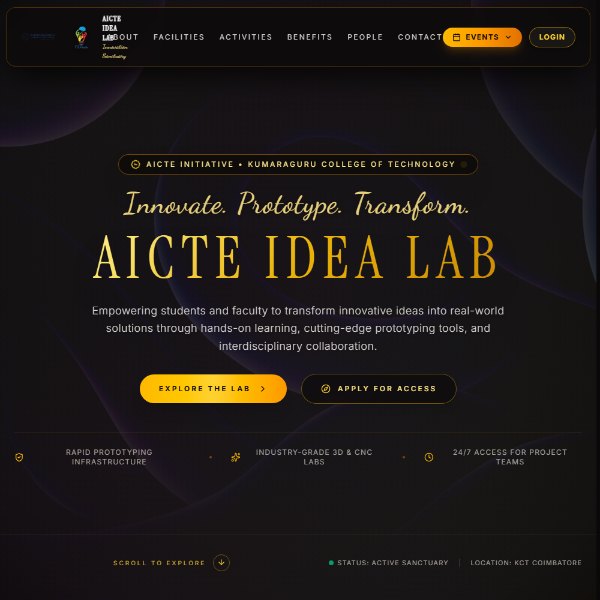 AICTE
IDEA
LAB
ABOUT FACILITIES ACTIVITIES BENEFITS PEOPLE CONTACT EVENTS LOGIN
AICTE INITIATIVE • KUMARAGURU COLLEGE OF TECHNOLOGY
Innovate. Prototype. Transform.
AICTE IDEA LAB
Empowering students and faculty to transform innovative ideas into real-world
solutions through hands-on learning, cutting-edge prototyping tools, and
interdisciplinary collaboration.
EXPLORE THE LAB
APPLY FOR ACCESS
RAPID PROTOTYPING
INFRASTRUCTURE
INDUSTRY-GRADE 3D & CNC
LABS
24/7 ACCESS FOR PROJECT
TEAMS
SCROLL TO EXPLORE
STATUS: ACTIVE SANCTUARY
LOCATION: KCT COIMBATORE